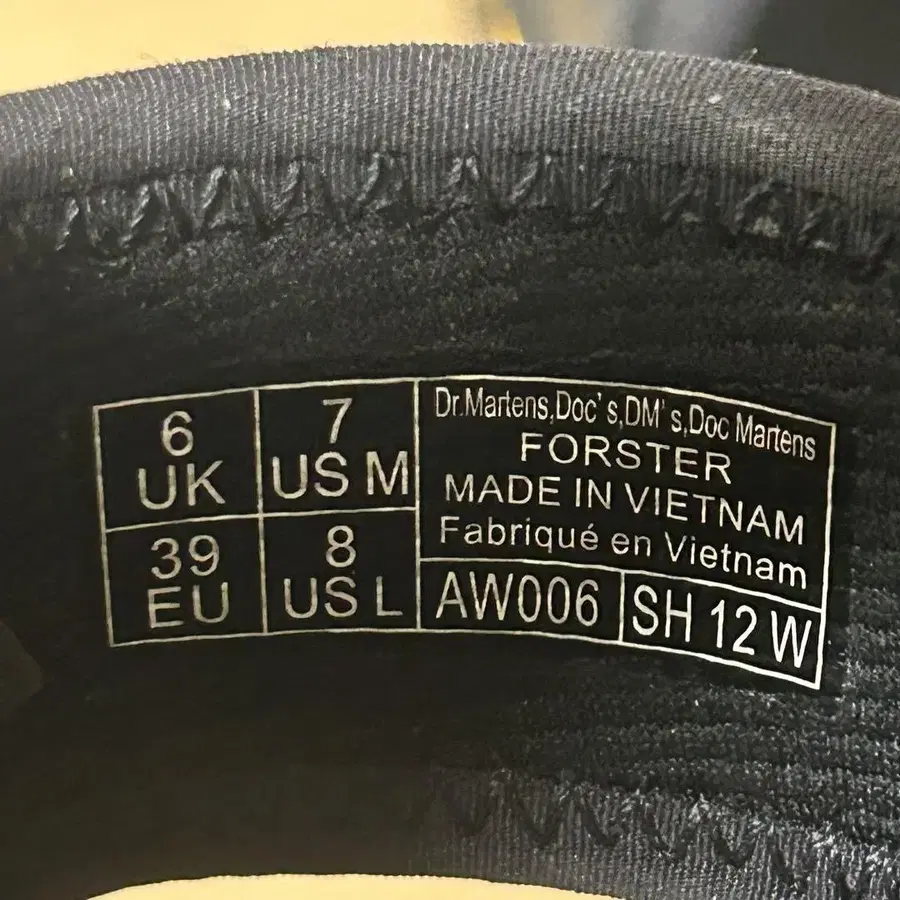 6
UK
7
US M
39
EU
8
US L
Dr.Martens,Doc's,DM's,Doc Martens
FORSTER
MADE IN VIETNAM
Fabriqué en Vietnam
AW006
SH 12 W